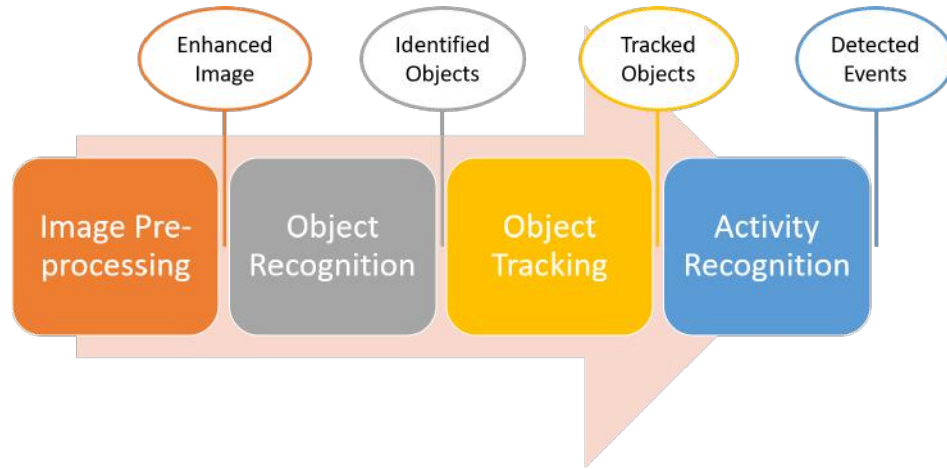 Enhanced
Image
Identified
Objects
Tracked
Objects
Detected
Events
Image Pre-
processing
Object
Recognition
Object
Tracking
Activity
Recognition